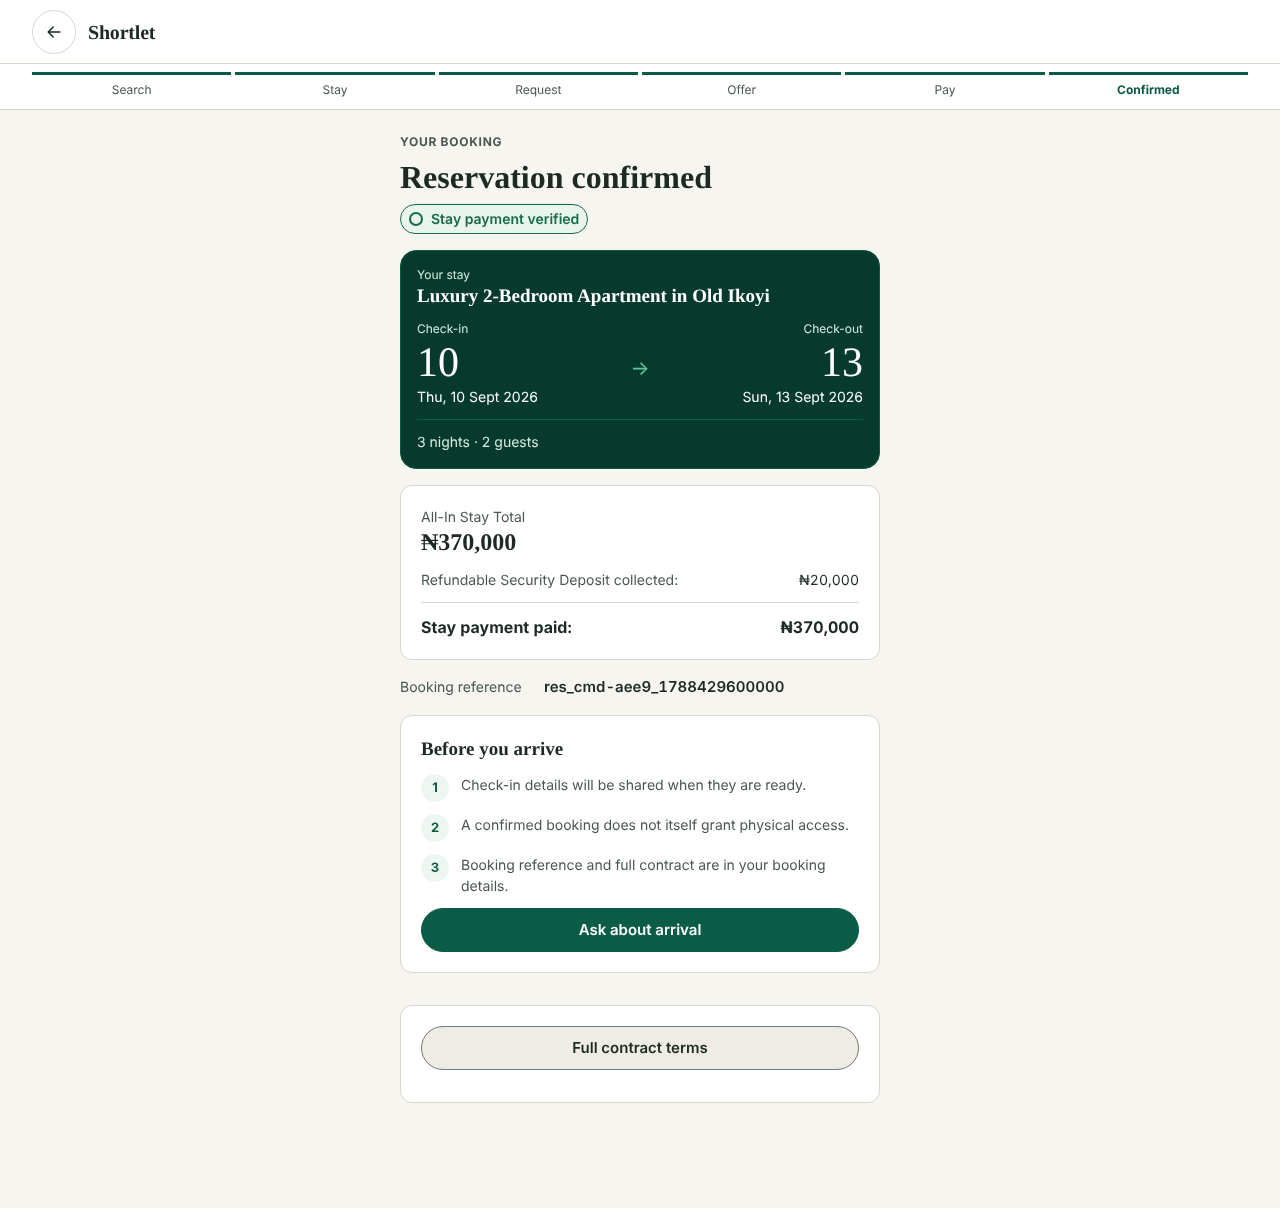 Shortlet
Search
Stay
Request
Offer
Pay
Confirmed
YOUR BOOKING
Reservation confirmed
Stay payment verified
Your stay
Luxury 2-Bedroom Apartment in Old Ikoyi
Check-in
Check-out
10
→
13
Thu, 10 Sept 2026
Sun, 13 Sept 2026
3 nights · 2 guests
All-In Stay Total
₦370,000
Refundable Security Deposit collected:
₦20,000
Stay payment paid:
₦370,000
Booking reference
res_cmd-aee9_1788429600000
Before you arrive
1
Check-in details will be shared when they are ready.
2
A confirmed booking does not itself grant physical access.
3
Booking reference and full contract are in your booking
details.
Ask about arrival
Full contract terms